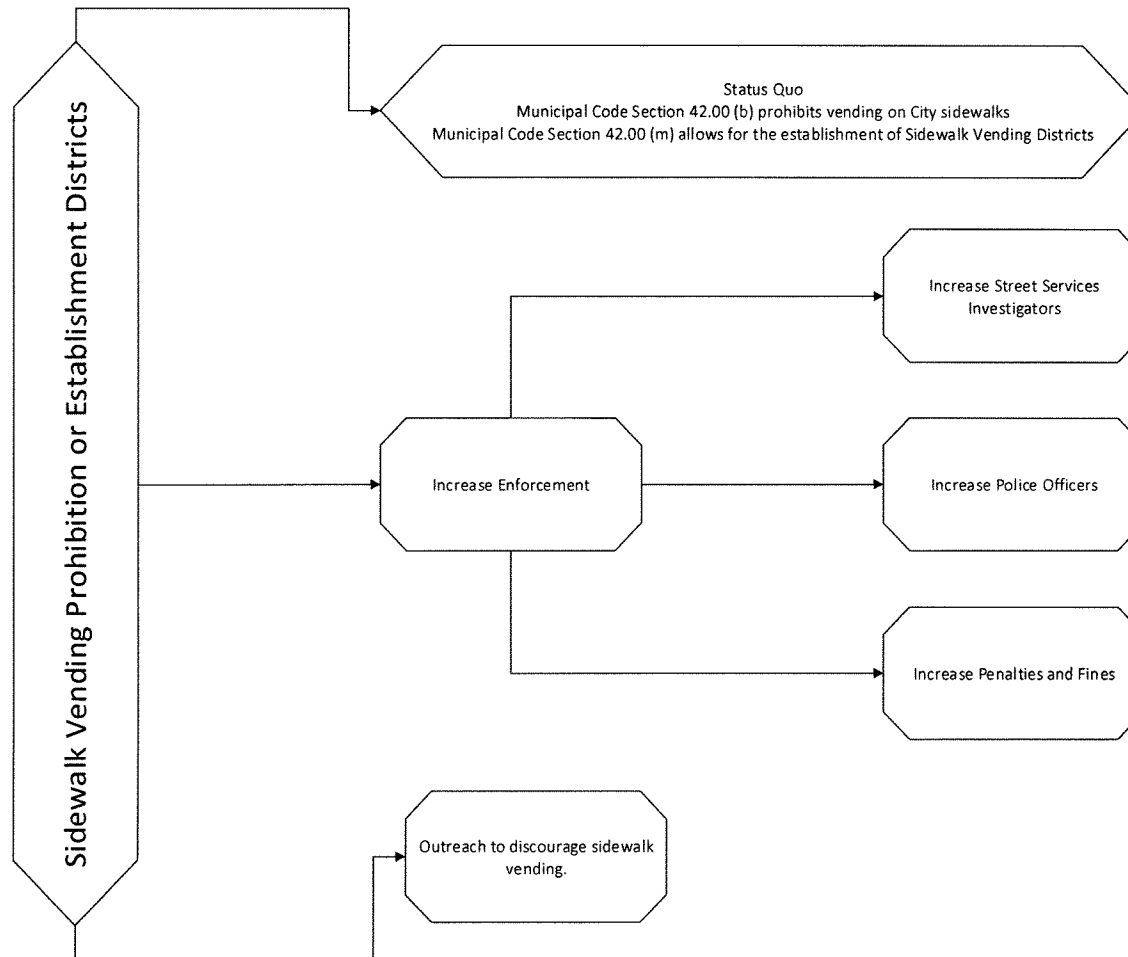 Sidewalk Vending Prohibition or Establishment Districts
Status Quo
Municipal Code Section 42.00 (b) prohibits vending on City sidewalks
Municipal Code Section 42.00 (m) allows for the establishment of Sidewalk Vending Districts
Increase Street Services
Investigators
Increase Enforcement
Increase Police Officers
Increase Penalties and Fines
Outreach to discourage sidewalk
vending.